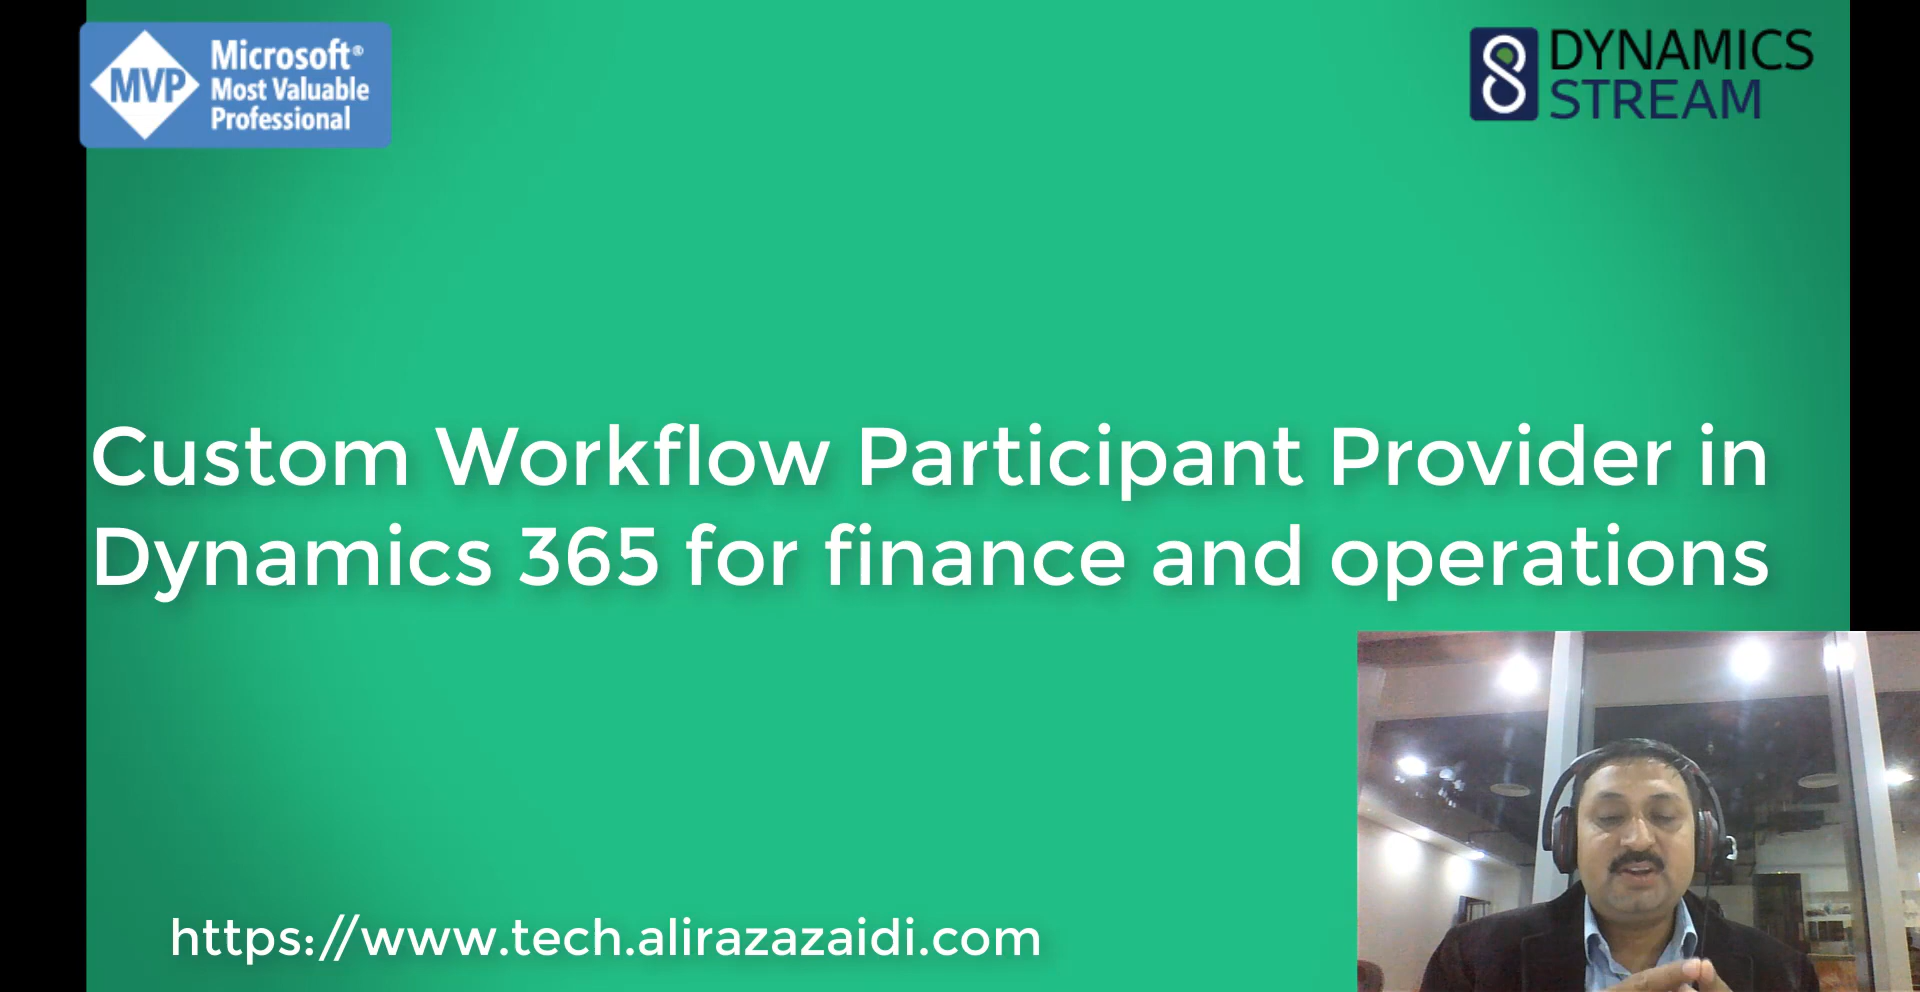 MVP
Microsoft®
Most Valuable
Professional
DYNAMICS
STREAM
Custom Workflow Participant Provider in
Dynamics 365 for finance and operations
https://www.tech.alirazazaidi.com